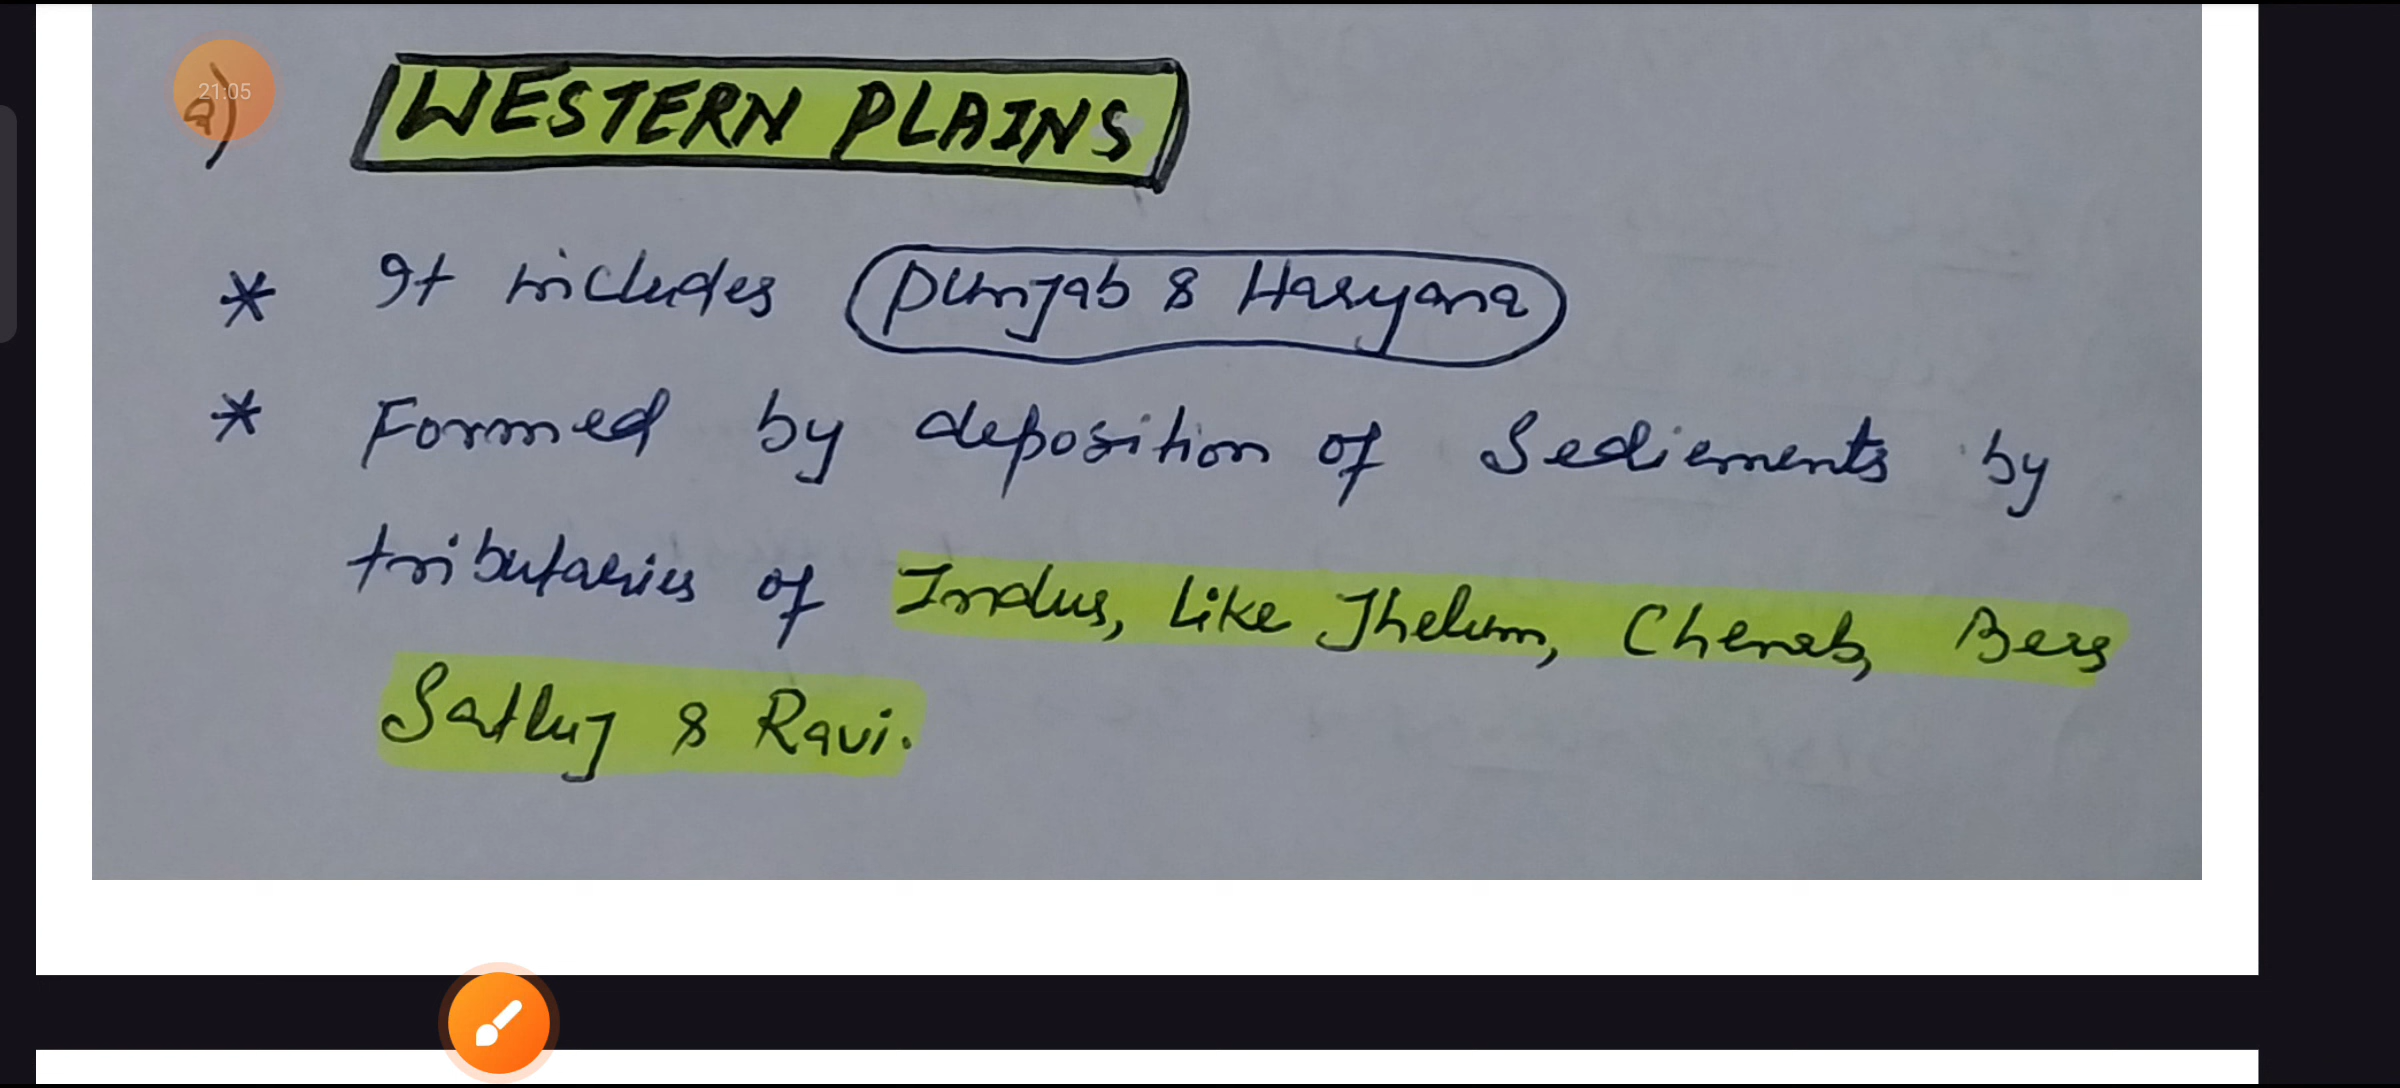 21:05
a) WESTERN PLAINS
* It includes Punjab & Haryana
* Formed by deposition of Sediements by
tributaries of Indus, Like Jhelum, Chenab, Beas
Satluj & Ravi.